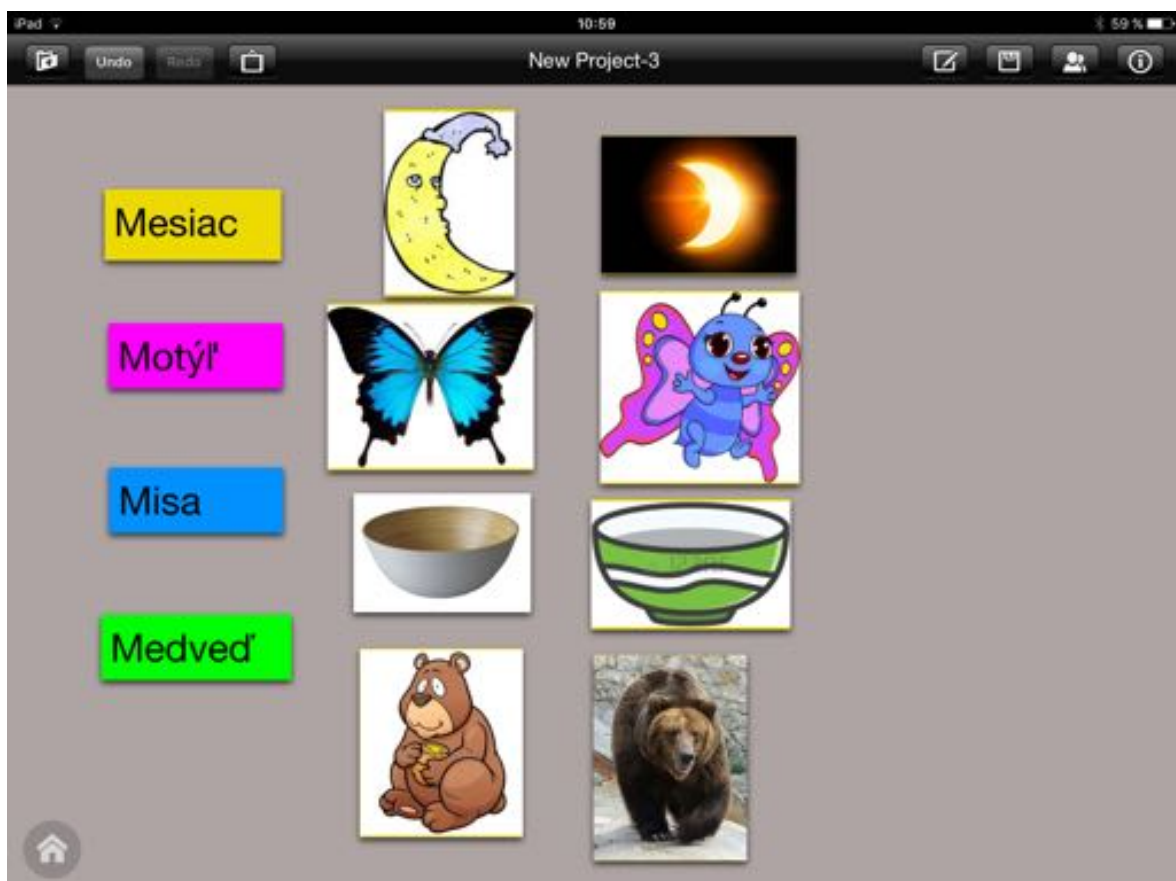 iPad
10:59
59 %
Undo
Redo
New Project-3
Mesiac
Motýľ
Misa
Medveď